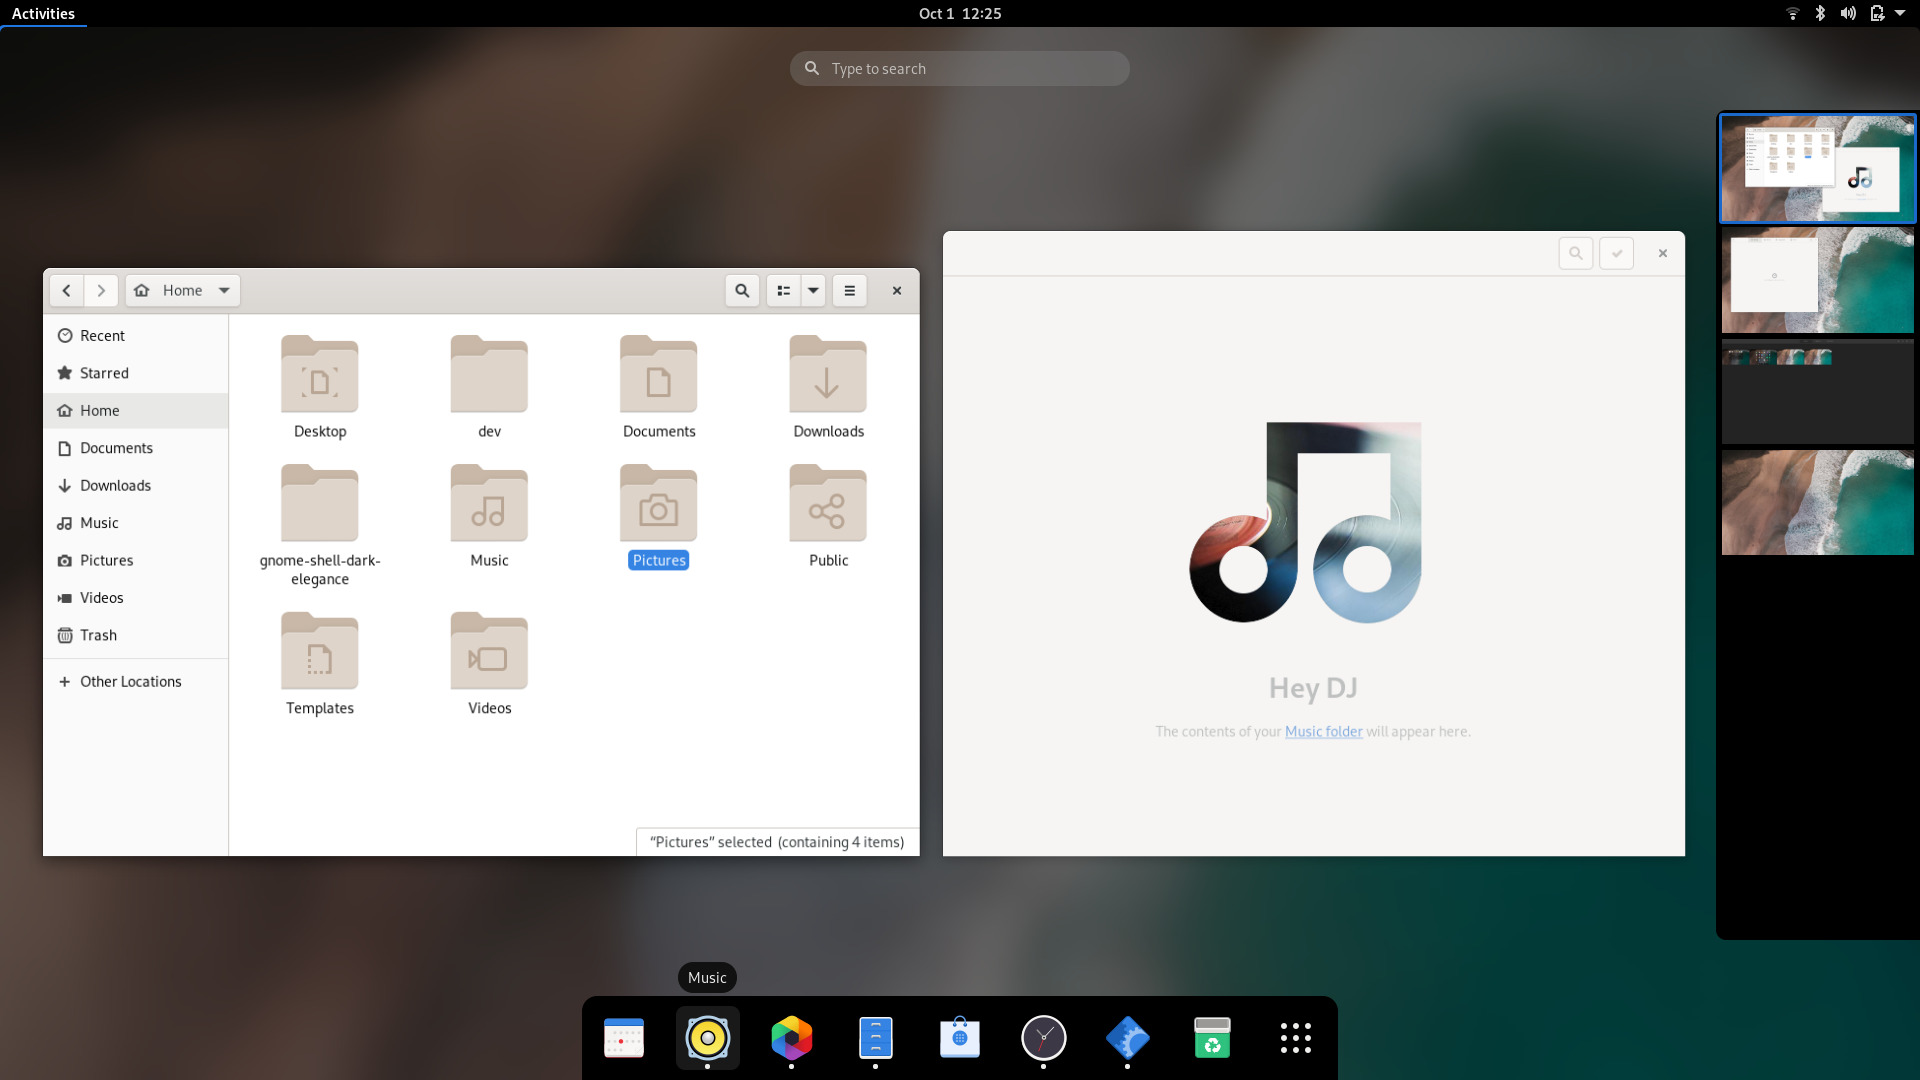 Activities
Oct 1 12:25
Type to search
Home
Recent
Starred
Home
Documents
Downloads
Music
Pictures
Videos
Trash
Other Locations
Desktop
dev
Documents
Downloads
gnome-shell-dark-
elegance
Music
Pictures
Public
Templates
Videos
“Pictures” selected (containing 4 items)
Hey DJ
The contents of your Music folder will appear here.
Music